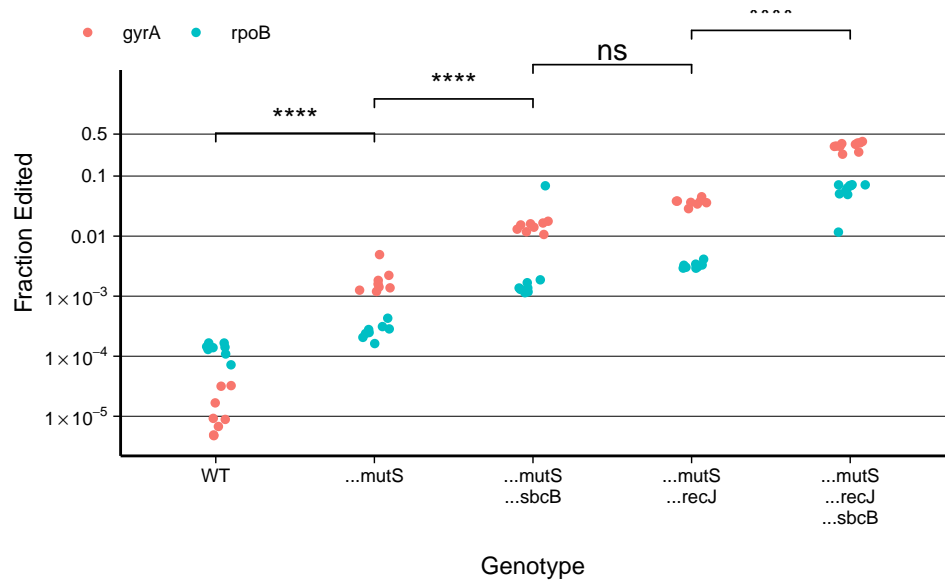 gyrA rpoB
****
ns
****
****
0.5
0.1
0.01
1×10⁻³
1×10⁻⁴
1×10⁻⁵
Fraction Edited
WT ...mutS ...mutS ...mutS ...mutS
...sbcB ...recJ ...recJ
...sbcB
Genotype